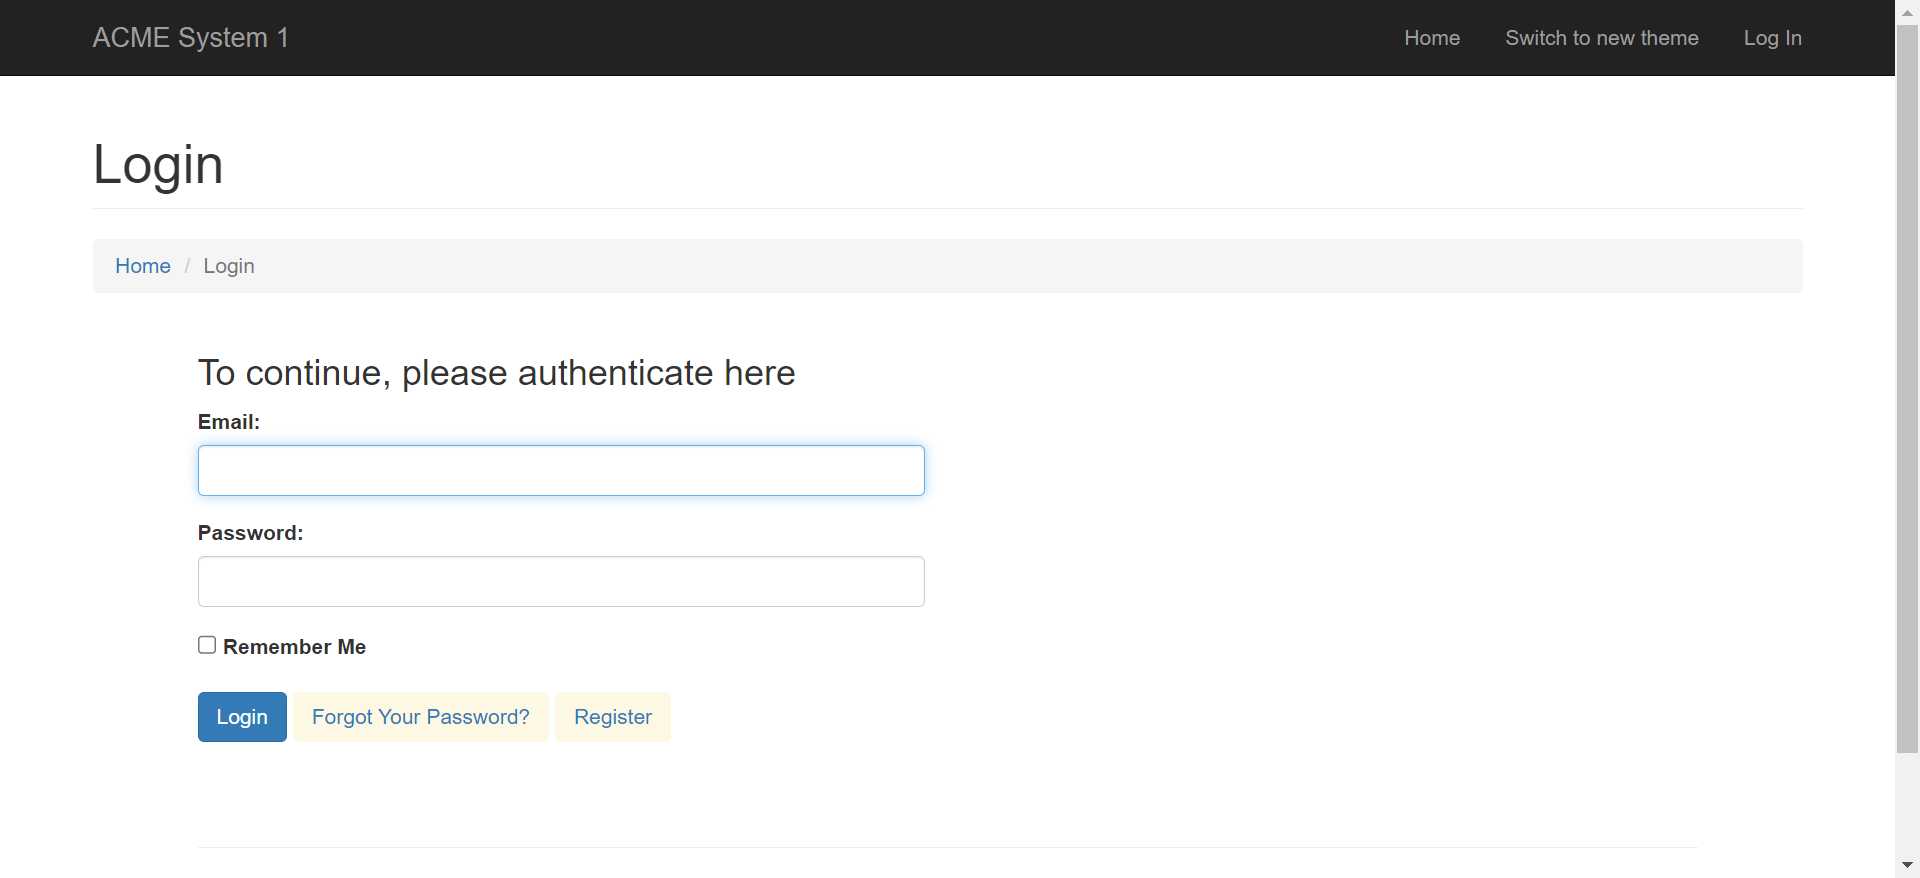 ACME System 1 Home Switch to new theme Log In
Login
Home / Login
To continue, please authenticate here
Email:
Password:
Remember Me
Login Forgot Your Password? Register